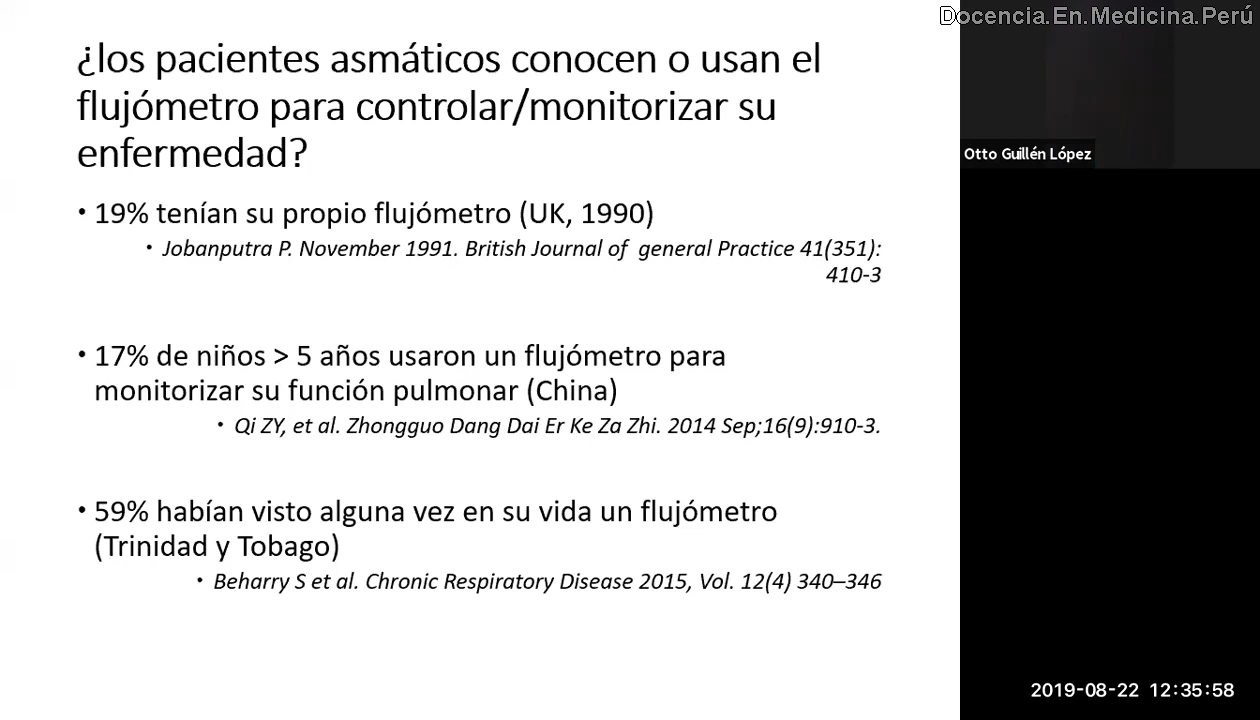 Docencia.En.Medicina.Perú
¿los pacientes asmáticos conocen o usan el
flujómetro para controlar/monitorizar su
enfermedad?
Otto Guillén López
• 19% tenían su propio flujómetro (UK, 1990)
• Jobanputra P. November 1991. British Journal of general Practice 41(351):
410-3
• 17% de niños > 5 años usaron un flujómetro para
monitorizar su función pulmonar (China)
• Qi ZY, et al. Zhongguo Dang Dai Er Ke Za Zhi. 2014 Sep;16(9):910-3.
• 59% habían visto alguna vez en su vida un flujómetro
(Trinidad y Tobago)
• Beharry S et al. Chronic Respiratory Disease 2015, Vol. 12(4) 340–346
2019-08-22 12:35:58